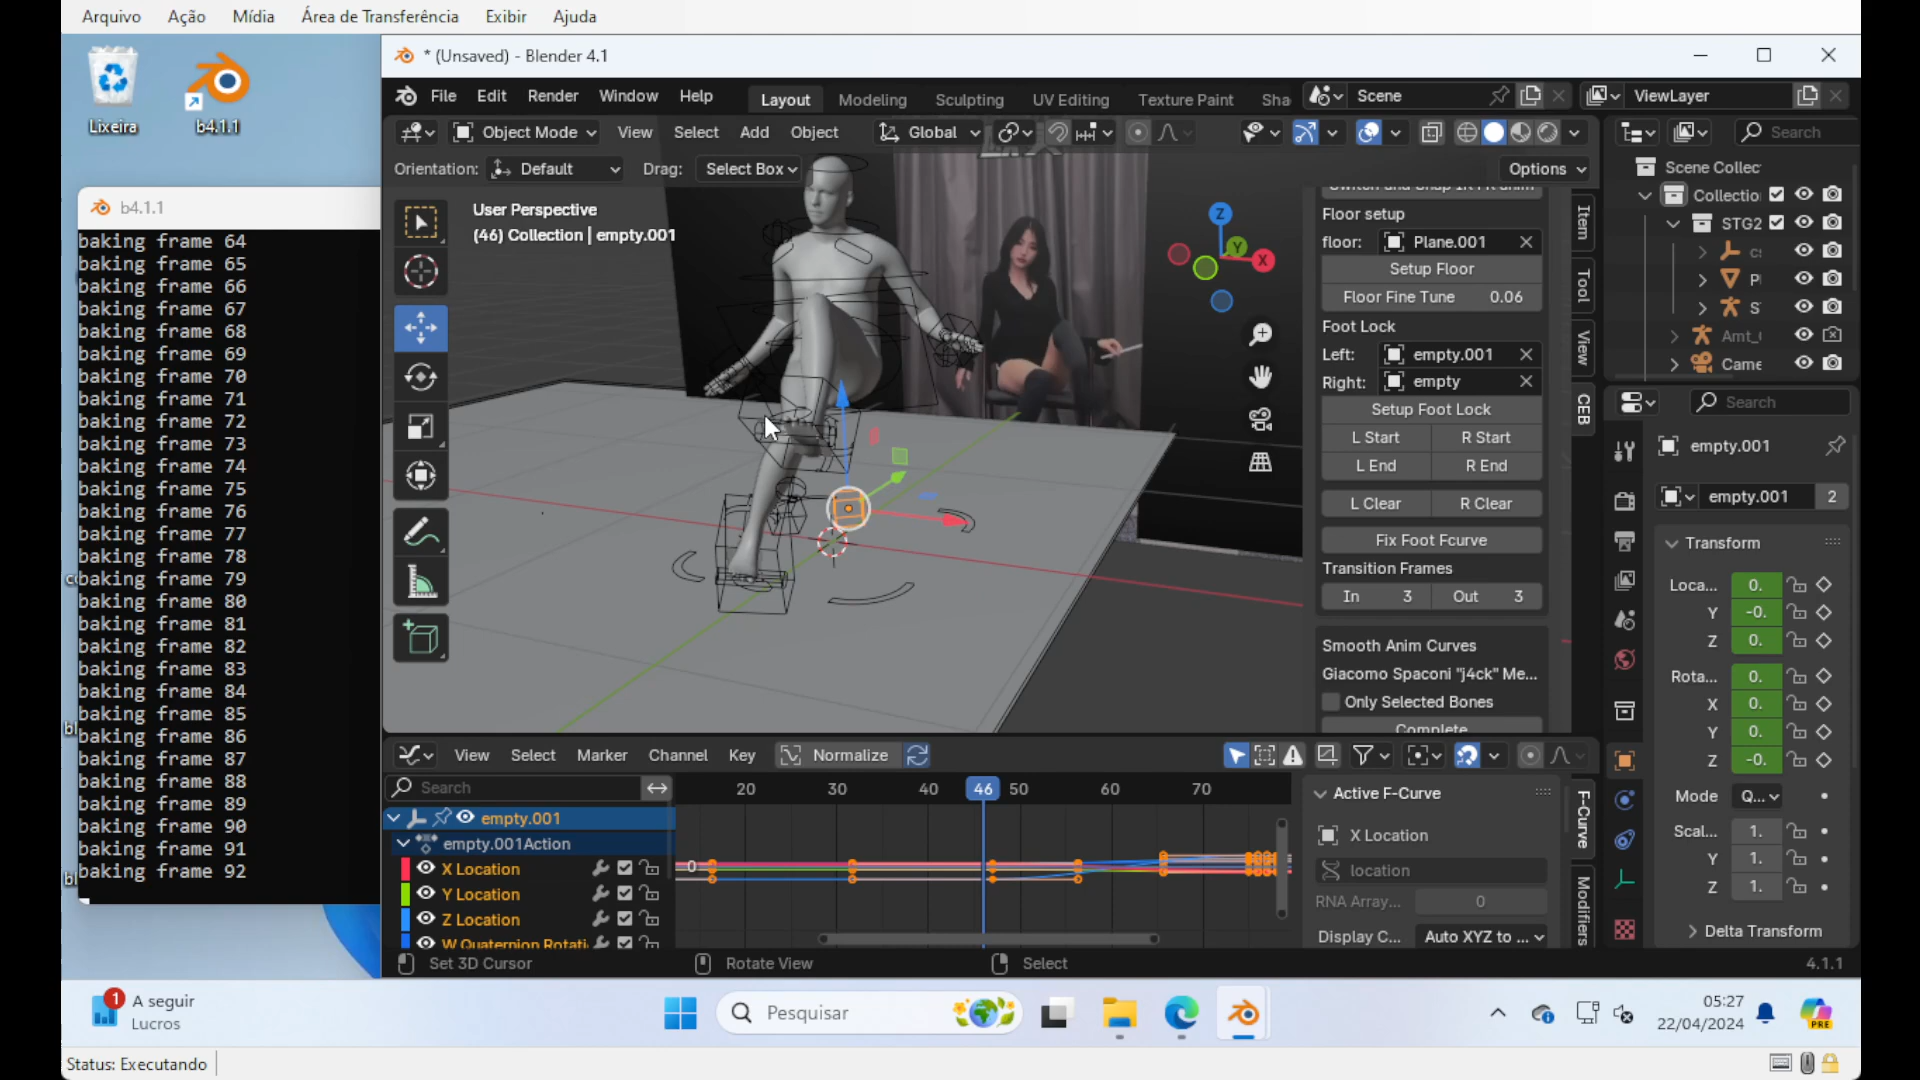 Arquivo Ação Mídia Área de Transferência Exibir Ajuda
Lixeira
b4.1.1
* (Unsaved) - Blender 4.1
File Edit Render Window Help Layout Modeling Sculpting UV Editing Texture Paint Sha
Scene
ViewLayer
Object Mode View Select Add Object Global
Search
Orientation: Default Drag: Select Box
Options
User Perspective
(46) Collection | empty.001
b4.1.1
baking frame 64
baking frame 65
baking frame 66
baking frame 67
baking frame 68
baking frame 69
baking frame 70
baking frame 71
baking frame 72
baking frame 73
baking frame 74
baking frame 75
baking frame 76
baking frame 77
baking frame 78
baking frame 79
baking frame 80
baking frame 81
baking frame 82
baking frame 83
baking frame 84
baking frame 85
baking frame 86
baking frame 87
baking frame 88
baking frame 89
baking frame 90
baking frame 91
baking frame 92
Z
Y
X
Floor setup
floor: Plane.001
Setup Floor
Floor Fine Tune 0.06
Foot Lock
Left: empty.001
Right: empty
Setup Foot Lock
L Start R Start
L End R End
L Clear R Clear
Fix Foot Fcurve
Transition Frames
In 3 Out 3
Smooth Anim Curves
Giacomo Spaconi "j4ck" Me...
Only Selected Bones
Complete
Item
Tool
View
CEB
Scene Collec
Collectio
STG2
Amt_
Came
Search
empty.001
empty.001 2
Transform
Loca... 0.
Y -0.
Z 0.
Rota... 0.
X 0.
Y 0.
Z -0.
Mode Q...
Scal... 1.
Y 1.
Z 1.
Delta Transform
View Select Marker Channel Key Normalize
Search
20 30 40 46 50 60 70
empty.001
empty.001Action
X Location
Y Location
Z Location
W Quaternion Rotati
0
Active F-Curve
X Location
location
RNA Array... 0
Display C... Auto XYZ to ...
F-Curve
Modifiers
Set 3D Cursor Rotate View Select
4.1.1
1
A seguir
Lucros
Pesquisar
PRE
05:27
22/04/2024
Status: Executando